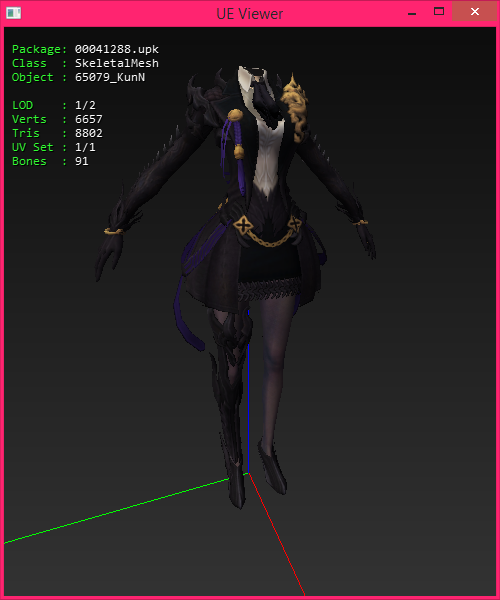 UE Viewer
Package: 00041288.upk
Class  : SkeletalMesh
Object : 65079_KunN
LOD    : 1/2
Verts  : 6657
Tris   : 8802
UV Set : 1/1
Bones  : 91